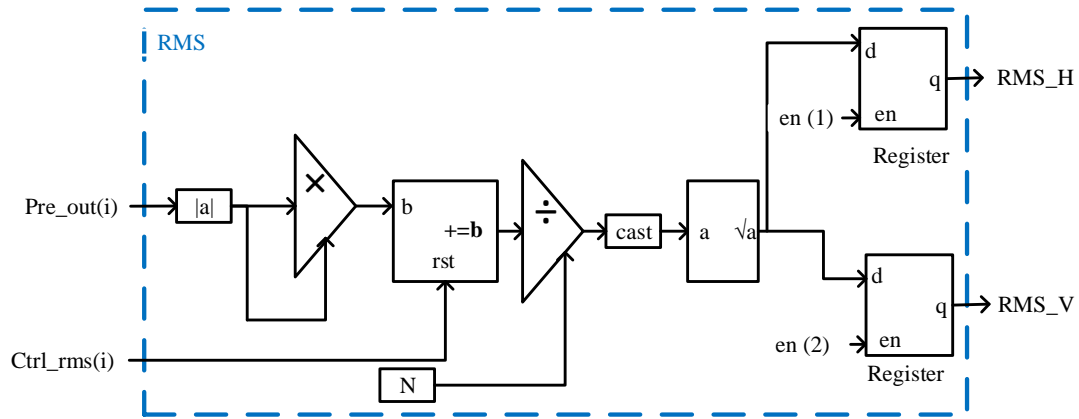 RMS
d
q
RMS_H
en (1)
en
Register
Pre_out(i)
|a|
×
b
+=b
rst
÷
cast
a
√a
d
q
RMS_V
en (2)
en
Register
Ctrl_rms(i)
N